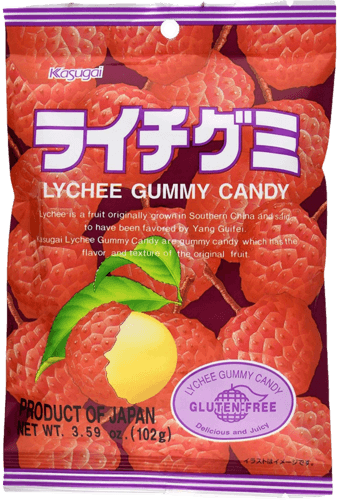 Kasugai
ライチグミ
LYCHEE GUMMY CANDY
Lychee is a fruit originally grown in Southern China and said
to have been favored by Yang Guifei.
Kasugai Lychee Gummy Candy are gummy candy which has the
flavor and texture of the original fruit.
LYCHEE GUMMY CANDY
GLUTEN-FREE
Delicious and Juicy
PRODUCT OF JAPAN
NET WT. 3.59 oz.(102g)
イラストはイメージです。